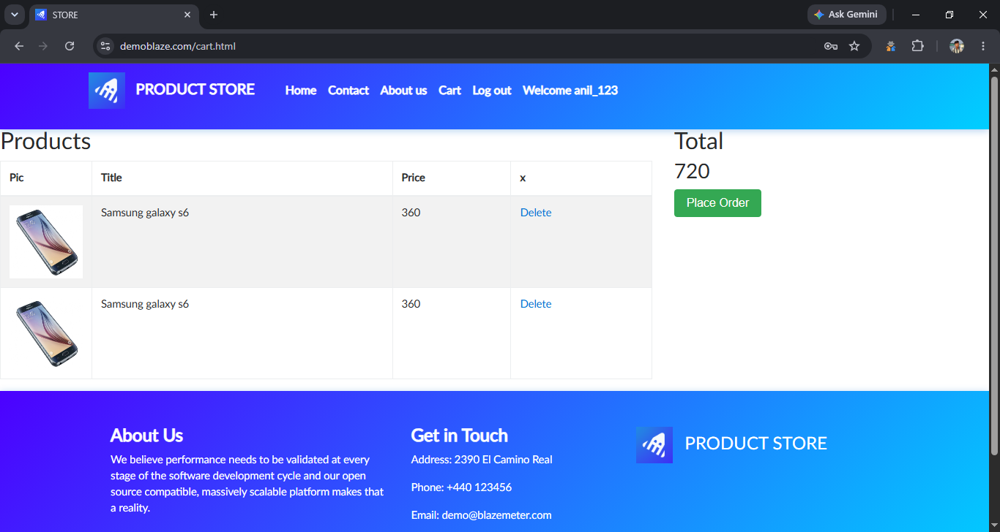 STORE
Ask Gemini
demoblaze.com/cart.html
PRODUCT STORE
Home Contact About us Cart Log out Welcome anil_123
Products
Total
720
Place Order
Pic Title Price x
Samsung galaxy s6 360 Delete
Samsung galaxy s6 360 Delete
About Us
We believe performance needs to be validated at every
stage of the software development cycle and our open
source compatible, massively scalable platform makes that
a reality.
Get in Touch
Address: 2390 El Camino Real
Phone: +440 123456
Email: demo@blazemeter.com
PRODUCT STORE